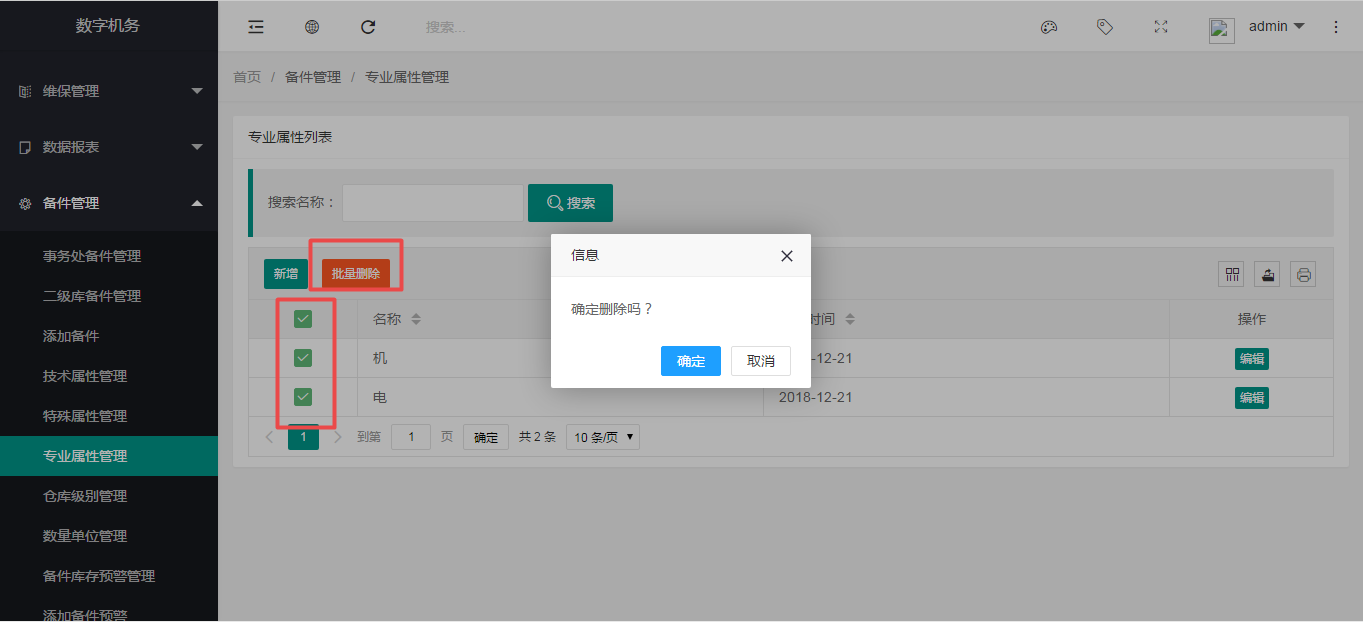 数字机务
搜索...
admin
维保管理
数据报表
备件管理
事务处备件管理
二级库备件管理
添加备件
技术属性管理
特殊属性管理
专业属性管理
仓库级别管理
数量单位管理
备件库存预警管理
添加备件预警
首页 / 备件管理 / 专业属性管理
专业属性列表
搜索名称：
搜索
新增
批量删除
名称
时间
操作
机
-12-21
编辑
电
2018-12-21
编辑
1
到第 1 页 确定 共 2 条 10 条/页
信息
确定删除吗？
确定
取消